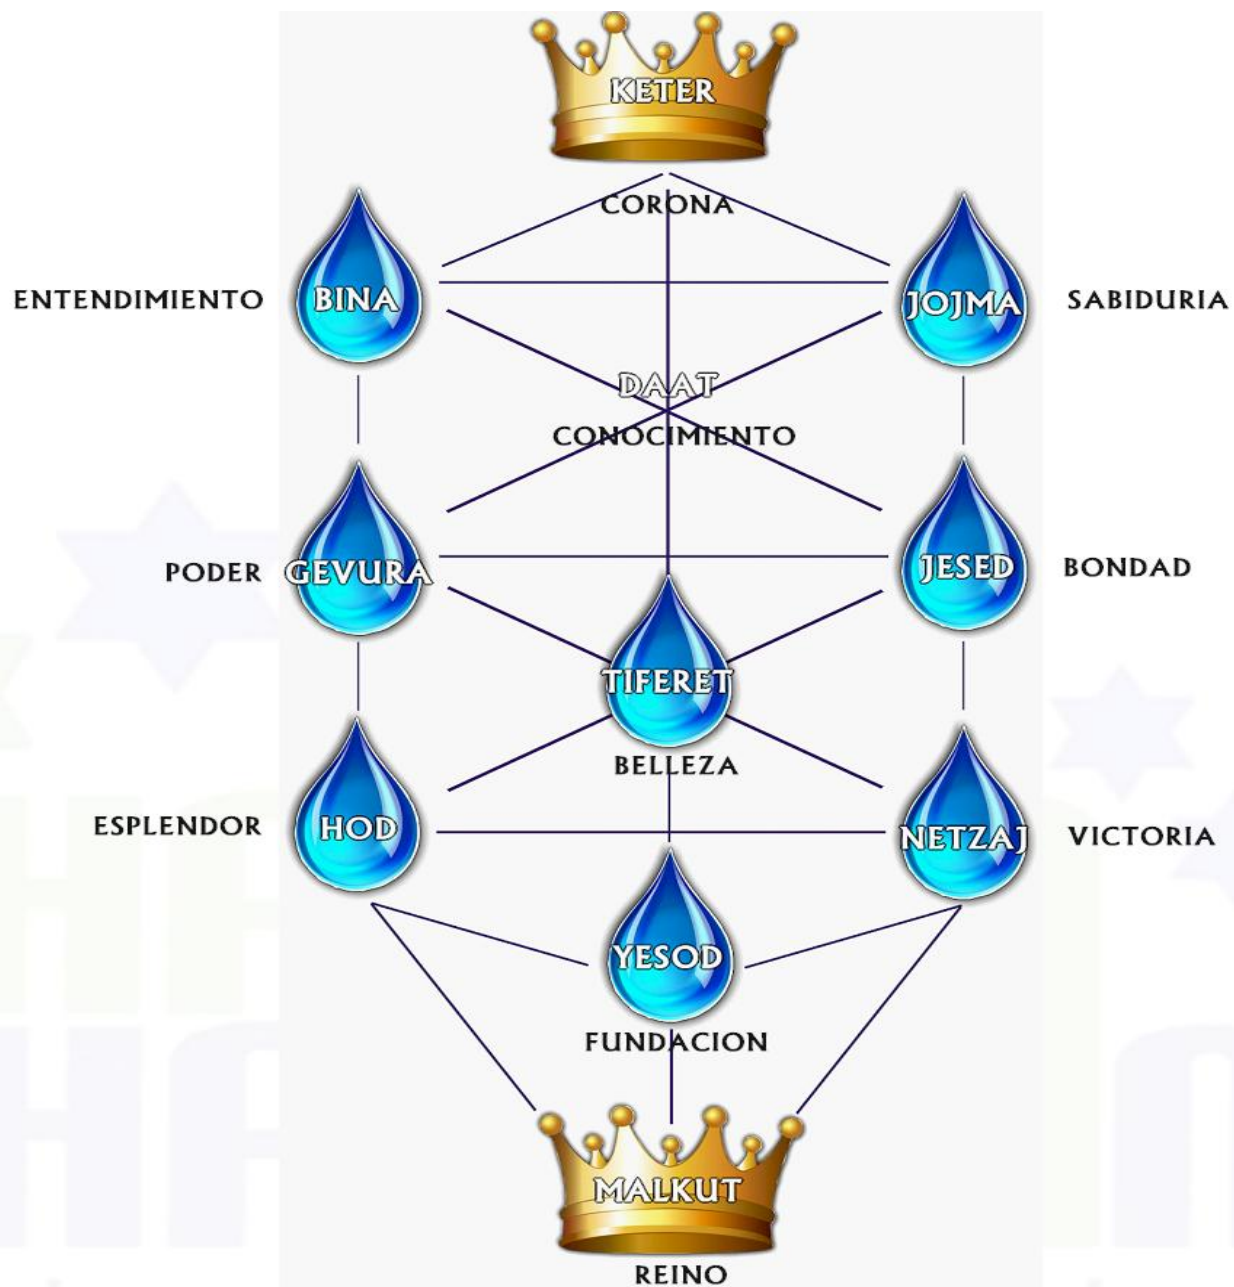 KETER
CORONA
ENTENDIMIENTO
BINA
JOJMA
SABIDURIA
DAAT
CONOCIMIENTO
PODER
GEVURA
JESED
BONDAD
TIFERET
BELLEZA
ESPLENDOR
HOD
NETZAJ
VICTORIA
YESOD
FUNDACION
MALKUT
REINO